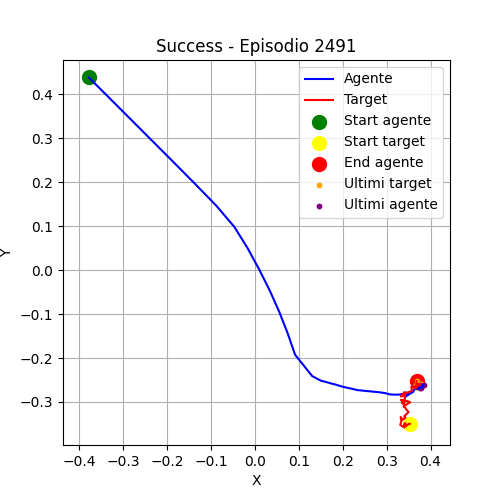 Success - Episodio 2491
Agente
Target
Start agente
Start target
End agente
Ultimi target
Ultimi agente
Y
0.4
0.3
0.2
0.1
0.0
−0.1
−0.2
−0.3
−0.4 −0.3 −0.2 −0.1 0.0 0.1 0.2 0.3 0.4
X